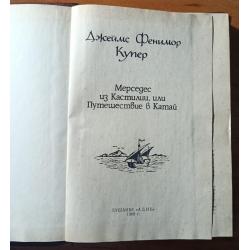 Джеймс Фенимор
Купер
Мерседес
из Кастилии, или
Путешествие в Катай